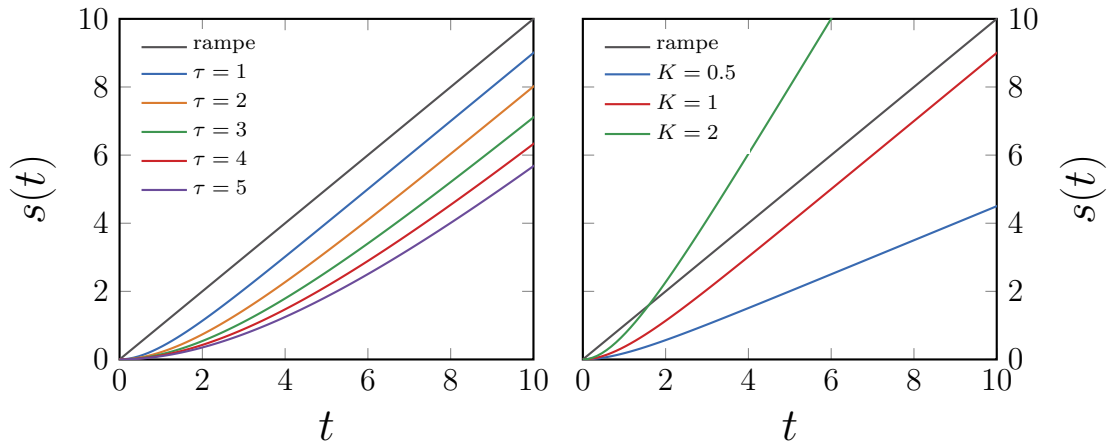 10
8
6
4
2
0
s(t)
rampe
τ = 1
τ = 2
τ = 3
τ = 4
τ = 5
0 2 4 6 8 10
t
rampe
K = 0.5
K = 1
K = 2
0 2 4 6 8 10
t
10
8
6
4
2
0
s(t)